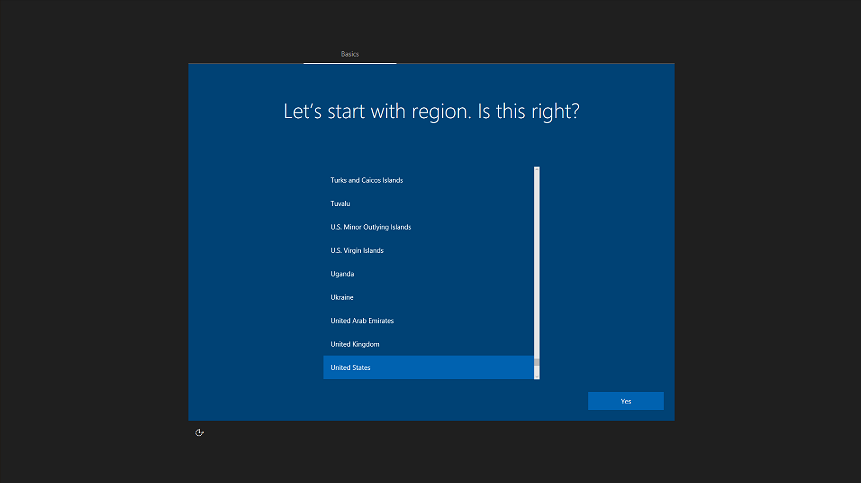 Basics
Let's start with region. Is this right?
Turks and Caicos Islands
Tuvalu
U.S. Minor Outlying Islands
U.S. Virgin Islands
Uganda
Ukraine
United Arab Emirates
United Kingdom
United States
Yes